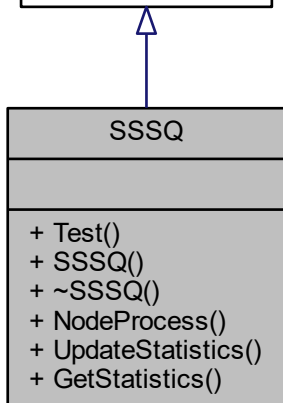 SSSQ
+ Test()
+ SSSQ()
+ ~SSSQ()
+ NodeProcess()
+ UpdateStatistics()
+ GetStatistics()